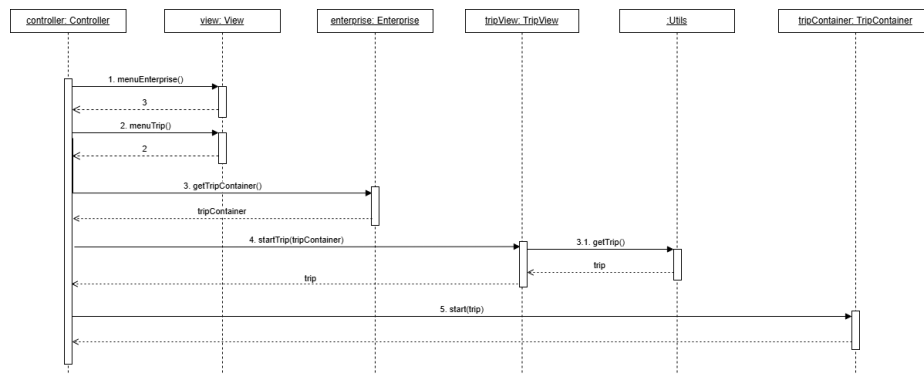 controller: Controller
view: View
enterprise: Enterprise
tripView: TripView
:Utils
tripContainer: TripContainer
1. menuEnterprise()
3
2. menuTrip()
2
3. getTripContainer()
tripContainer
4. startTrip(tripContainer)
3.1. getTrip()
trip
trip
5. start(trip)